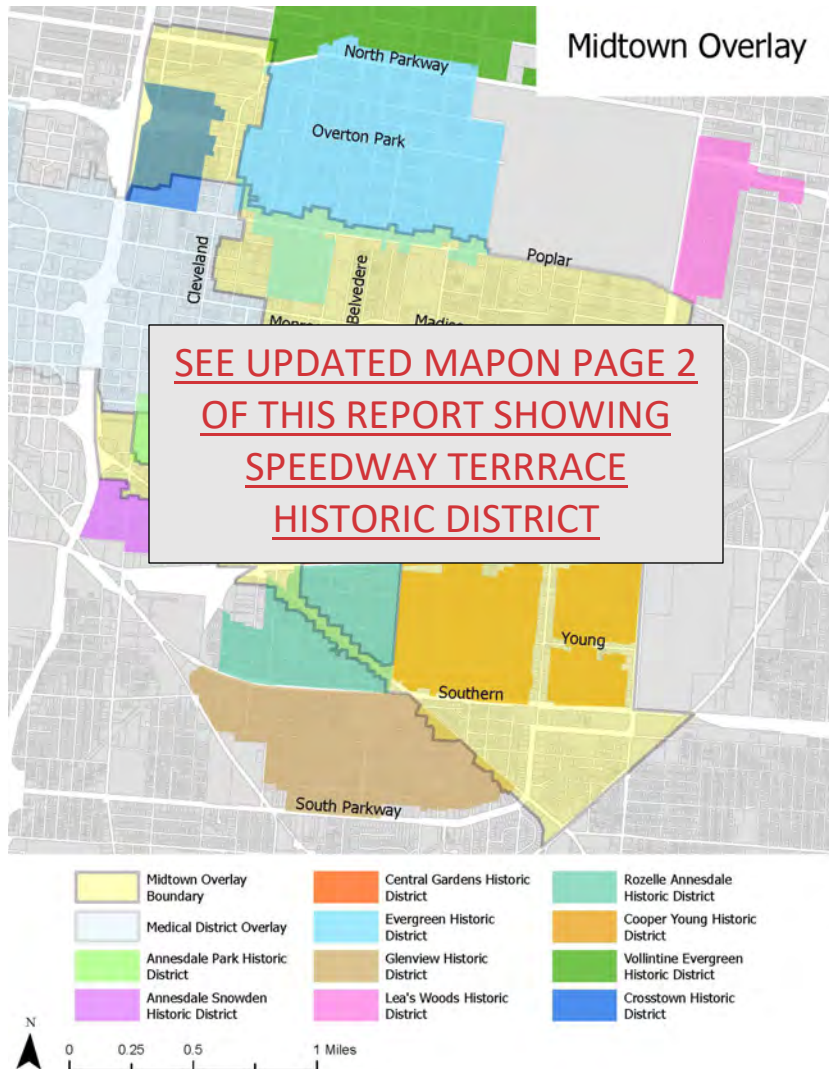 Midtown Overlay
North Parkway
Overton Park
Cleveland
Belvedere
Poplar
SEE UPDATED MAPON PAGE 2
OF THIS REPORT SHOWING
SPEEDWAY TERRRACE
HISTORIC DISTRICT
Young
Southern
South Parkway
Midtown Overlay
Boundary
Medical District Overlay
Annesdale Park Historic
District
Annesdale Snowden
Historic District
Central Gardens Historic
District
Evergreen Historic
District
Glenview Historic
District
Lea's Woods Historic
District
Rozelle Annesdale
Historic District
Cooper Young Historic
District
Vollintine Evergreen
Historic District
Crosstown Historic
District
N
0 0.25 0.5 1 Miles